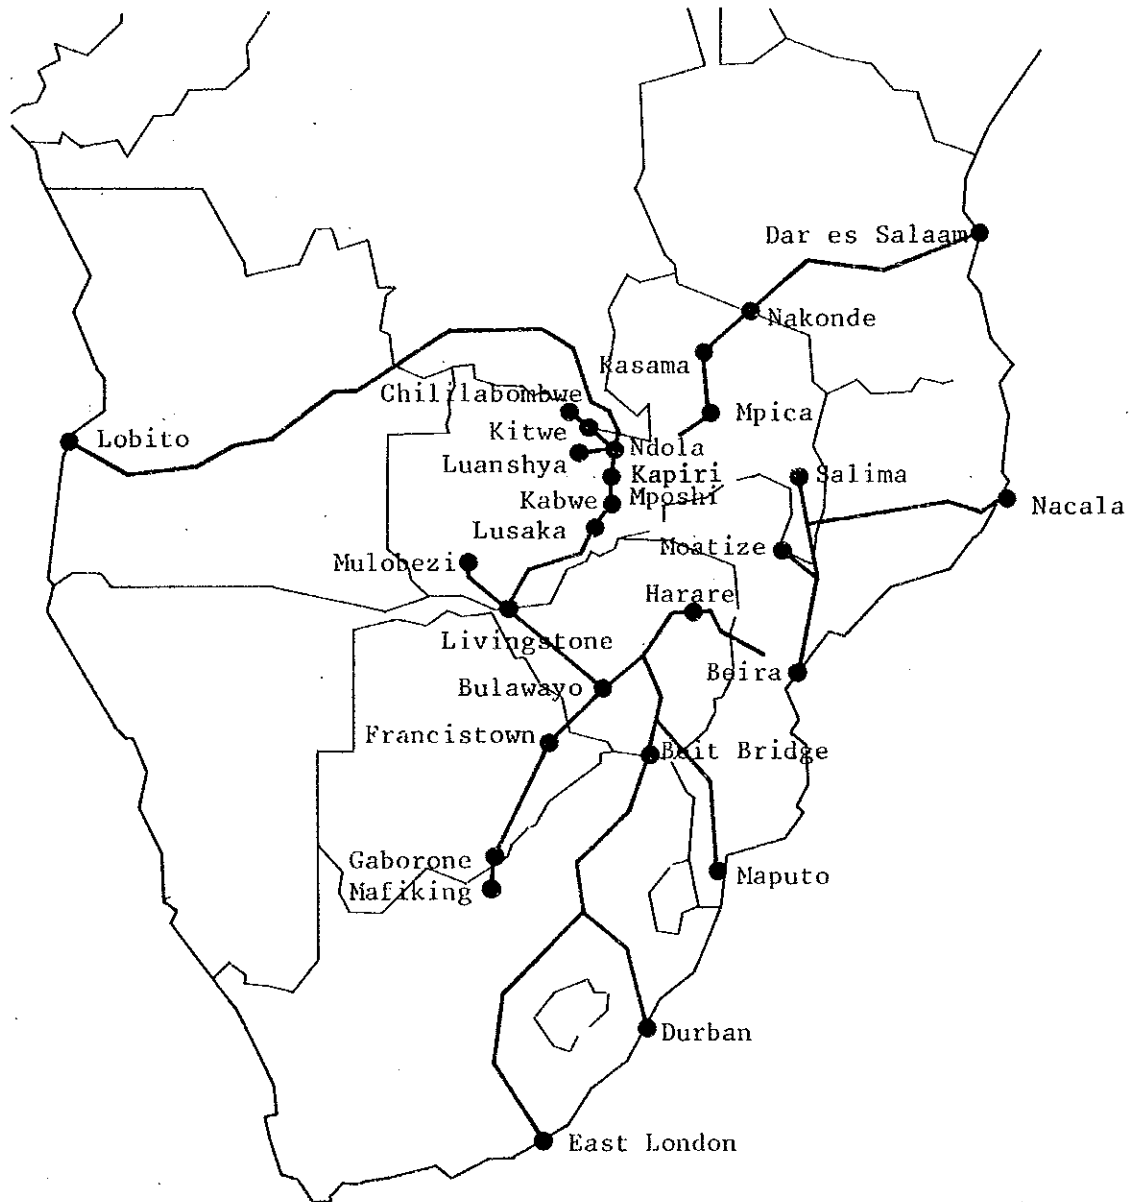 Dar es Salaam
Nakonde
Kasama
Chililabombwe
Mpica
Kitwe
Lobito
Ndola
Luanshya
Kapiri
Mposhi
Salima
Kabwe
Nacala
Lusaka
Moatize
Mulobezi
Harare
Livingstone
Beira
Bulawayo
Francistown
Beit Bridge
Gaborone
Maputo
Mafiking
Durban
East London